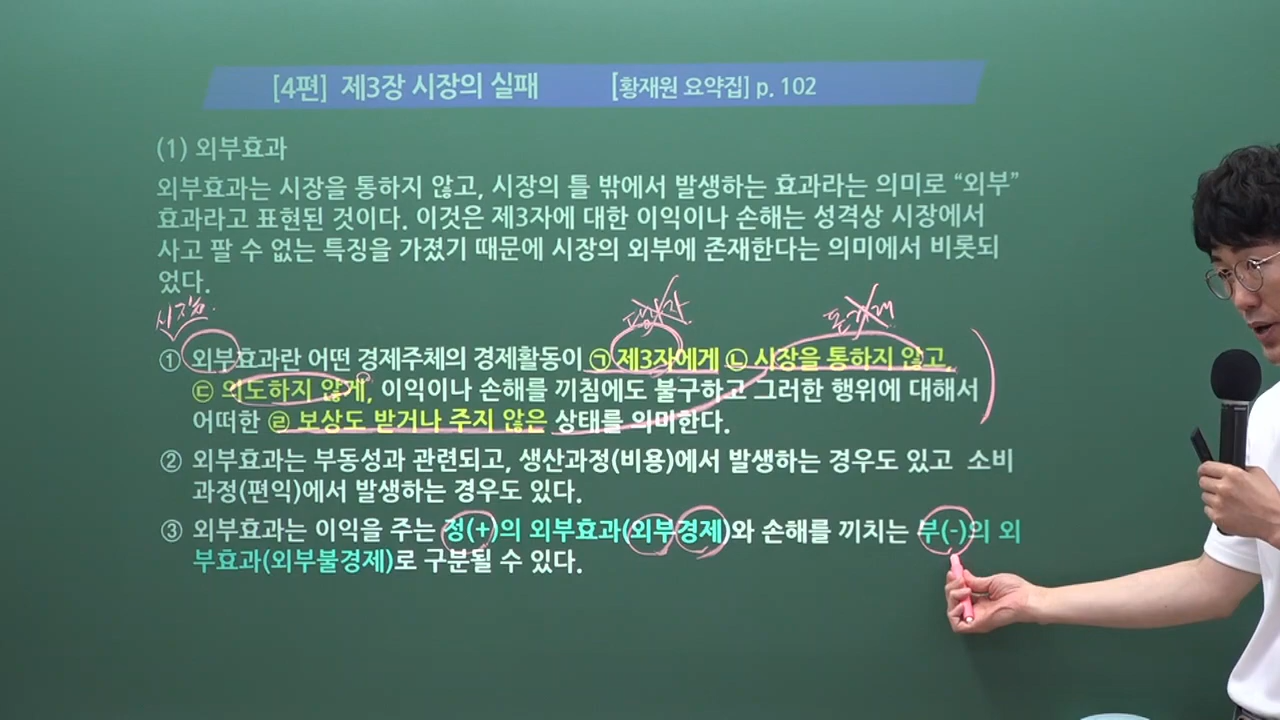 [4편] 제3장 시장의 실패 [황재원 요약집] p. 102
(1) 외부효과
외부효과는 시장을 통하지 않고, 시장의 틀 밖에서 발생하는 효과라는 의미로 “외부”
효과라고 표현된 것이다. 이것은 제3자에 대한 이익이나 손해는 성격상 시장에서
사고 팔 수 없는 특징을 가졌기 때문에 시장의 외부에 존재한다는 의미에서 비롯되
었다.
시장
① 외부효과란 어떤 경제주체의 경제활동이 ㉠ 제3자에게 ㉡ 시장을 통하지 않고,
㉢ 의도하지 않게, 이익이나 손해를 끼침에도 불구하고 그러한 행위에 대해서
어떠한 ㉣ 보상도 받거나 주지 않은 상태를 의미한다.
② 외부효과는 부동성과 관련되고, 생산과정(비용)에서 발생하는 경우도 있고 소비
과정(편익)에서 발생하는 경우도 있다.
③ 외부효과는 이익을 주는 정(+)의 외부효과(외부경제)와 손해를 끼치는 부(-)의 외
부효과(외부불경제)로 구분될 수 있다.